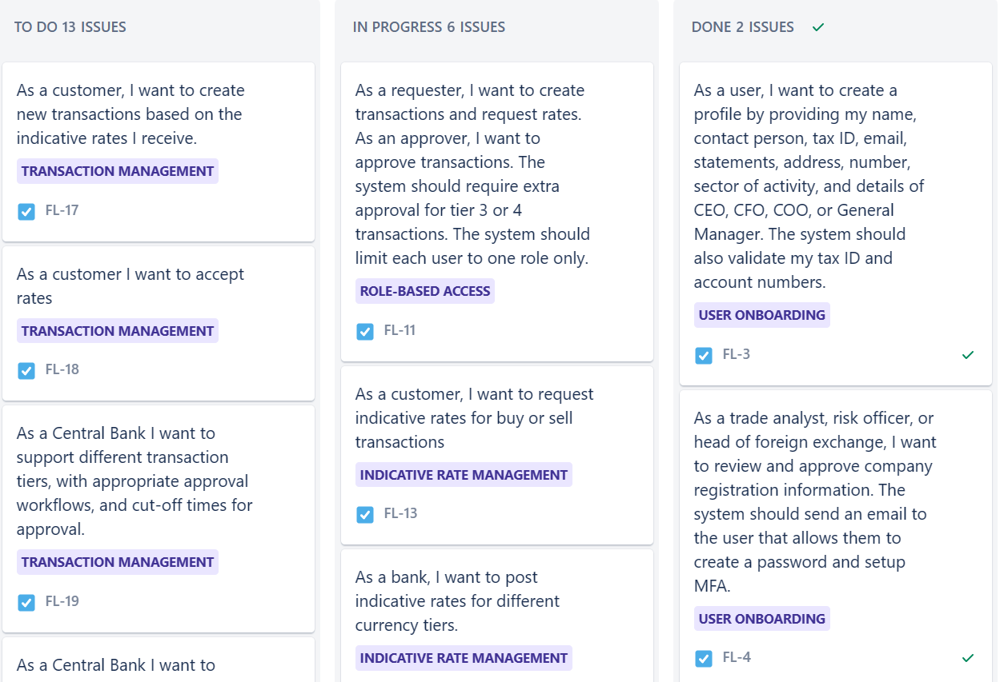 TO DO 13 ISSUES
As a customer, I want to create
new transactions based on the
indicative rates I receive.
TRANSACTION MANAGEMENT
FL-17
As a customer I want to accept
rates
TRANSACTION MANAGEMENT
FL-18
As a Central Bank I want to
support different transaction
tiers, with appropriate approval
workflows, and cut-off times for
approval.
TRANSACTION MANAGEMENT
FL-19
As a Central Bank I want to
IN PROGRESS 6 ISSUES
As a requester, I want to create
transactions and request rates.
As an approver, I want to
approve transactions. The
system should require extra
approval for tier 3 or 4
transactions. The system should
limit each user to one role only.
ROLE-BASED ACCESS
FL-11
As a customer, I want to request
indicative rates for buy or sell
transactions
INDICATIVE RATE MANAGEMENT
FL-13
As a bank, I want to post
indicative rates for different
currency tiers.
INDICATIVE RATE MANAGEMENT
DONE 2 ISSUES
As a user, I want to create a
profile by providing my name,
contact person, tax ID, email,
statements, address, number,
sector of activity, and details of
CEO, CFO, COO, or General
Manager. The system should
also validate my tax ID and
account numbers.
USER ONBOARDING
FL-3
As a trade analyst, risk officer, or
head of foreign exchange, I want
to review and approve company
registration information. The
system should send an email to
the user that allows them to
create a password and setup
MFA.
USER ONBOARDING
FL-4